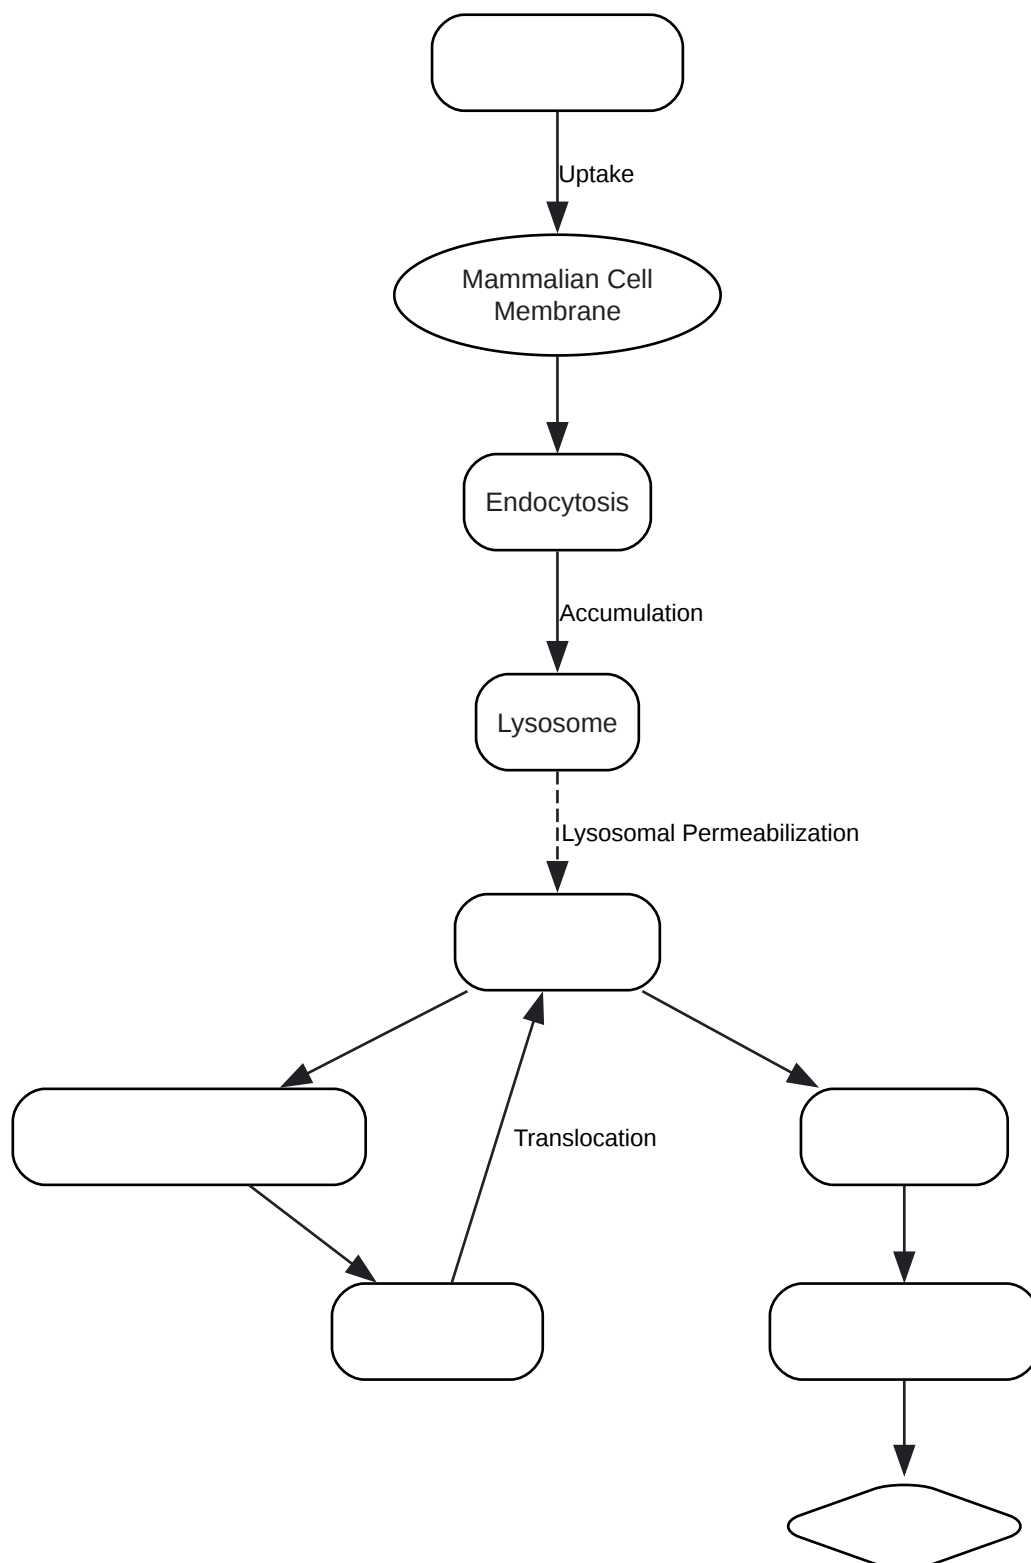 Uptake
Mammalian Cell
Membrane
Endocytosis
Accumulation
Lysosome
Lysosomal Permeabilization
Translocation